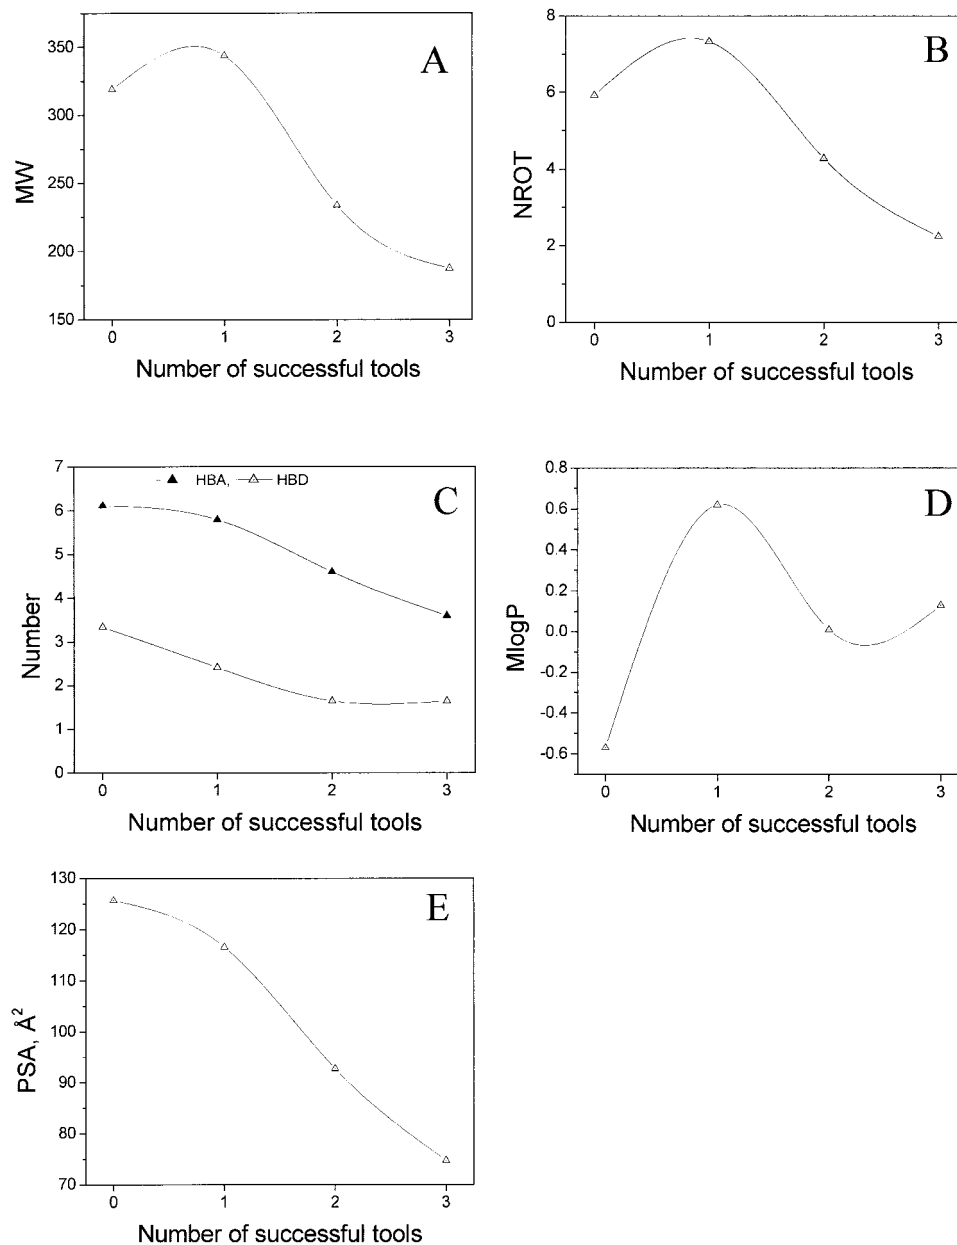 A
MW
350
300
250
200
150
0 1 2 3
Number of successful tools
B
NROT
8
6
4
2
0
0 1 2 3
Number of successful tools
C
HBA, HBD
Number
7
6
5
4
3
2
1
0
0 1 2 3
Number of successful tools
D
MlogP
0.8
0.6
0.4
0.2
0.0
-0.2
-0.4
-0.6
0 1 2 3
Number of successful tools
E
PSA, Å²
130
120
110
100
90
80
70
0 1 2 3
Number of successful tools